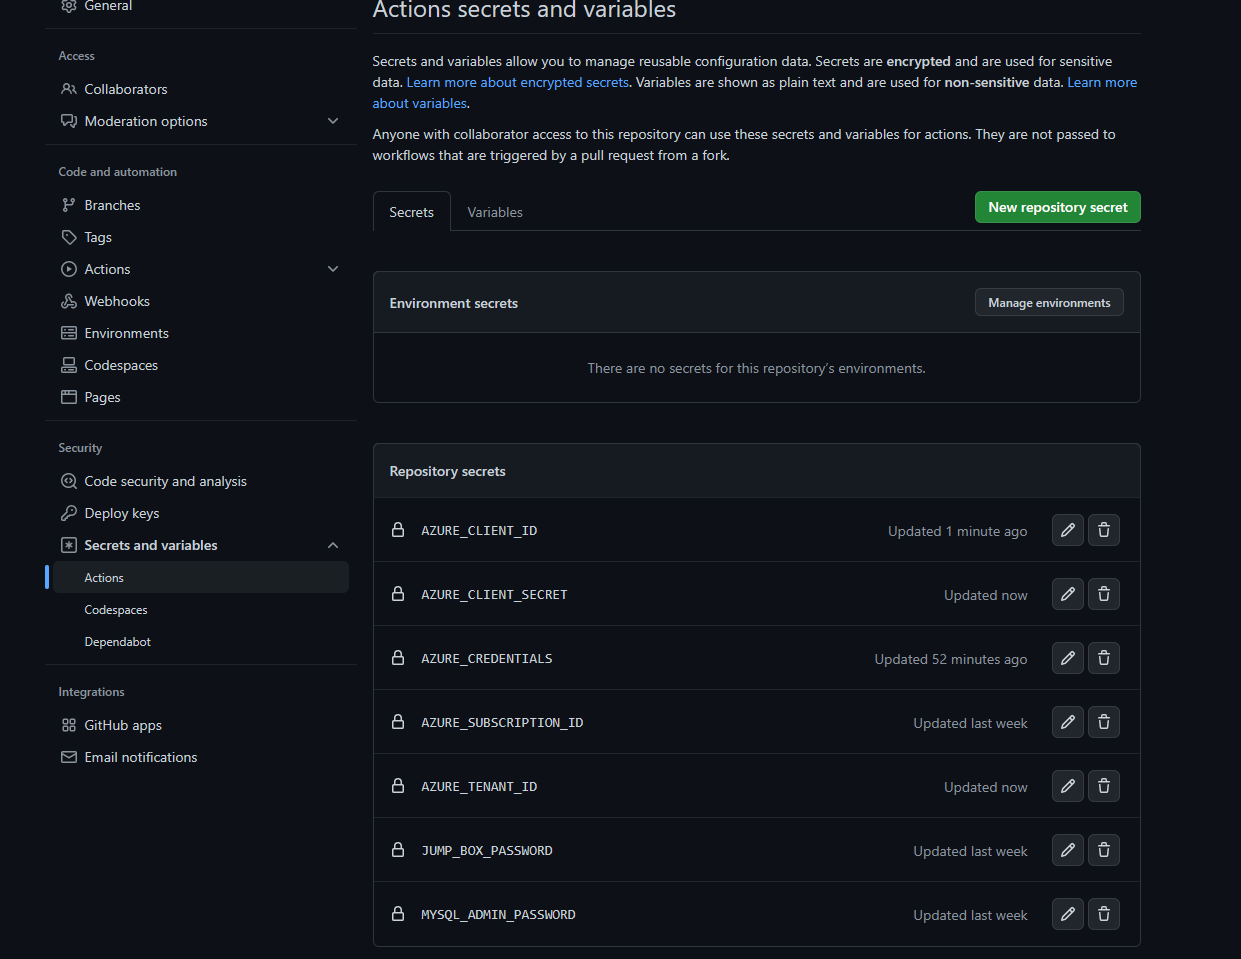 General
Access
Collaborators
Moderation options
Code and automation
Branches
Tags
Actions
Webhooks
Environments
Codespaces
Pages
Security
Code security and analysis
Deploy keys
Secrets and variables
Actions
Codespaces
Dependabot
Integrations
GitHub apps
Email notifications
Actions secrets and variables
Secrets and variables allow you to manage reusable configuration data. Secrets are encrypted and are used for sensitive
data. Learn more about encrypted secrets. Variables are shown as plain text and are used for non-sensitive data. Learn more
about variables.
Anyone with collaborator access to this repository can use these secrets and variables for actions. They are not passed to
workflows that are triggered by a pull request from a fork.
Secrets Variables New repository secret
Environment secrets Manage environments
There are no secrets for this repository's environments.
Repository secrets
AZURE_CLIENT_ID Updated 1 minute ago
AZURE_CLIENT_SECRET Updated now
AZURE_CREDENTIALS Updated 52 minutes ago
AZURE_SUBSCRIPTION_ID Updated last week
AZURE_TENANT_ID Updated now
JUMP_BOX_PASSWORD Updated last week
MYSQL_ADMIN_PASSWORD Updated last week